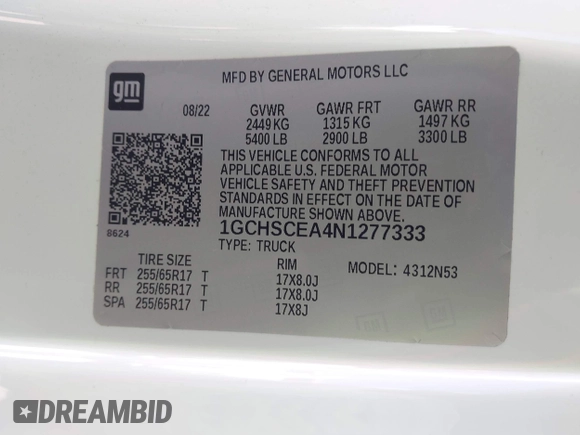 MFD BY GENERAL MOTORS LLC
gm
08/22 GVWR GAWR FRT GAWR RR
2449 KG 1315 KG 1497 KG
5400 LB 2900 LB 3300 LB
THIS VEHICLE CONFORMS TO ALL
APPLICABLE U.S. FEDERAL MOTOR
VEHICLE SAFETY AND THEFT PREVENTION
STANDARDS IN EFFECT ON THE DATE OF
MANUFACTURE SHOWN ABOVE.
8624
1GCHSCEA4N1277333
TYPE: TRUCK
TIRE SIZE RIM MODEL: 4312N53
FRT 255/65R17 T 17X8.0J
RR 255/65R17 T 17X8.0J
SPA 255/65R17 T 17X8J
GM
GM
DREAMBID